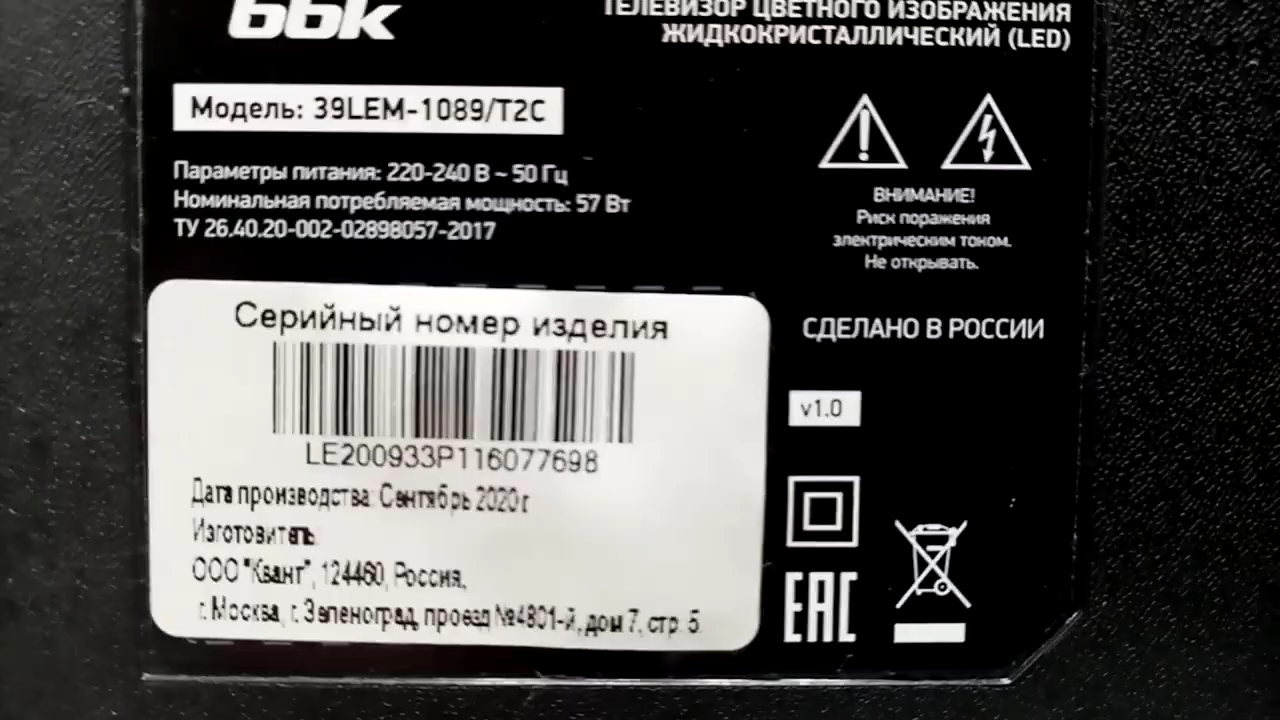 bbk
ТЕЛЕВИЗОР ЦВЕТНОГО ИЗОБРАЖЕНИЯ
ЖИДКОКРИСТАЛЛИЧЕСКИЙ (LED)
Модель: 39LEM-1089/T2C
Параметры питания: 220-240 В ~ 50 Гц
Номинальная потребляемая мощность: 57 Вт
ТУ 26.40.20-002-02898057-2017
ВНИМАНИЕ!
Риск поражения
электрическим током.
Не открывать.
Серийный номер изделия
LE200933P116077698
Дата производства: Сентябрь 2020 г
Изготовитель:
ООО "Квант", 124460, Россия,
г. Москва, г. Зеленоград, проезд №4801-й, дом 7, стр. 5.
СДЕЛАНО В РОССИИ
v1.0
EAC